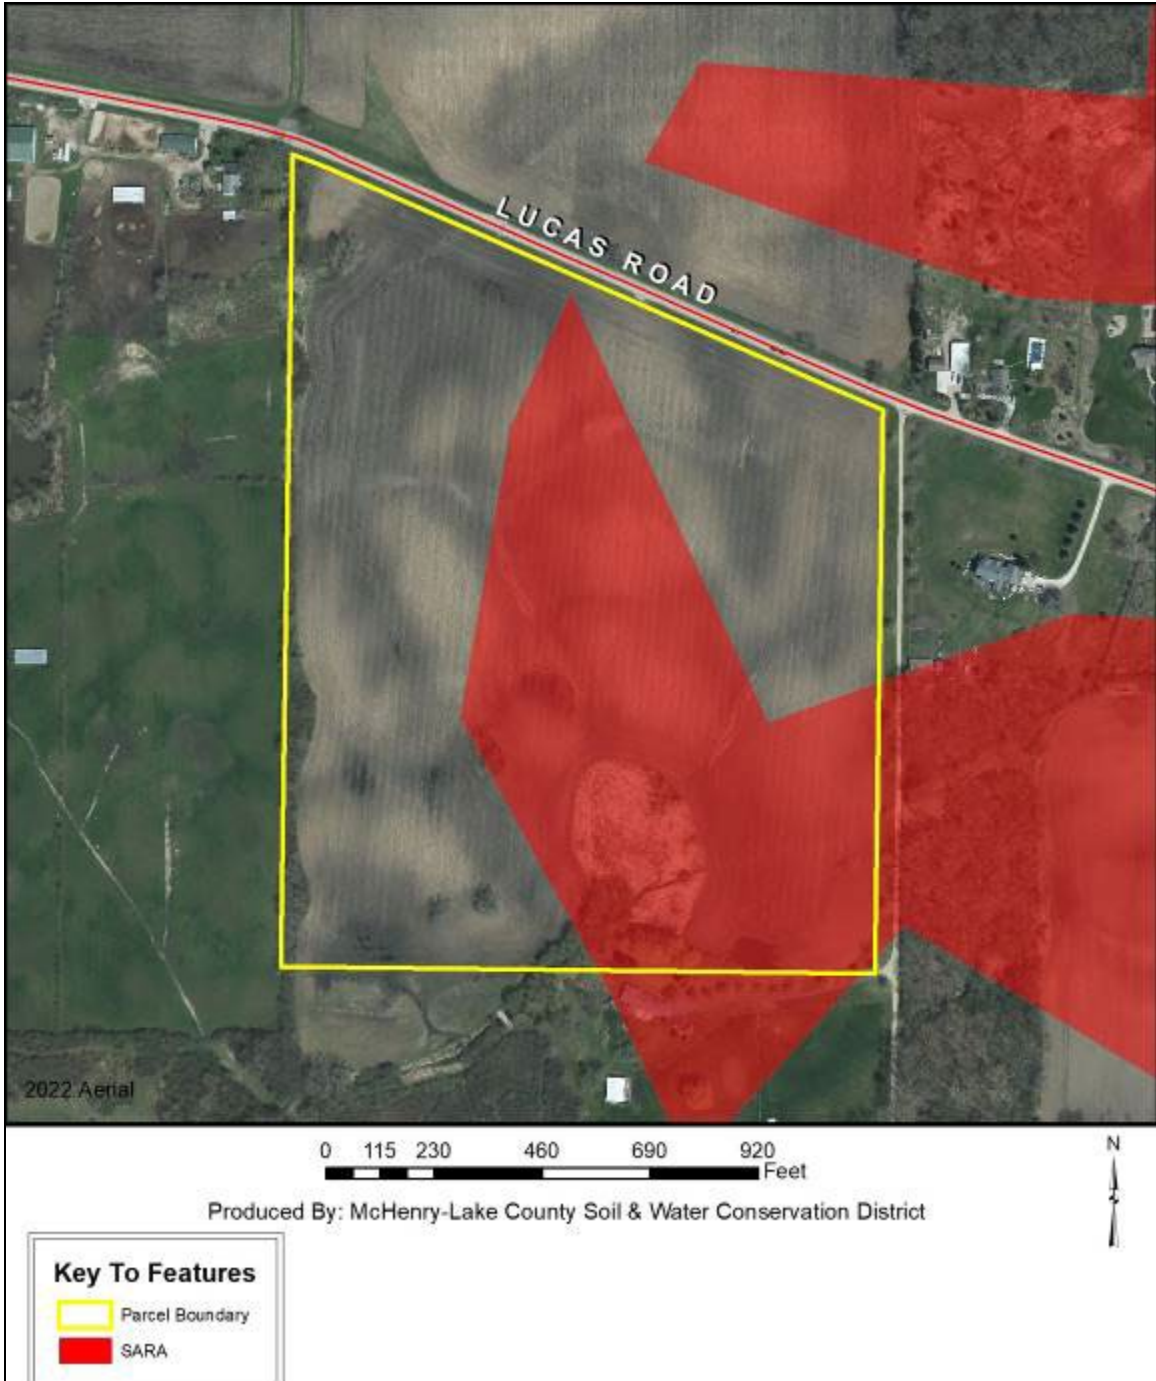 LUCAS ROAD
2022 Aerial
0 115 230 460 690 920
Feet
N
Produced By: McHenry-Lake County Soil & Water Conservation District
Key To Features
Parcel Boundary
SARA